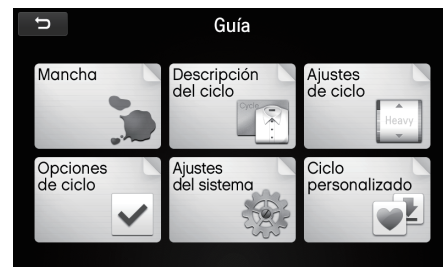 Guía
Mancha
Descripción
del ciclo
Cycle
Ajustes
de ciclo
Heavy
Opciones
de ciclo
Ajustes
del sistema
Ciclo
personalizado